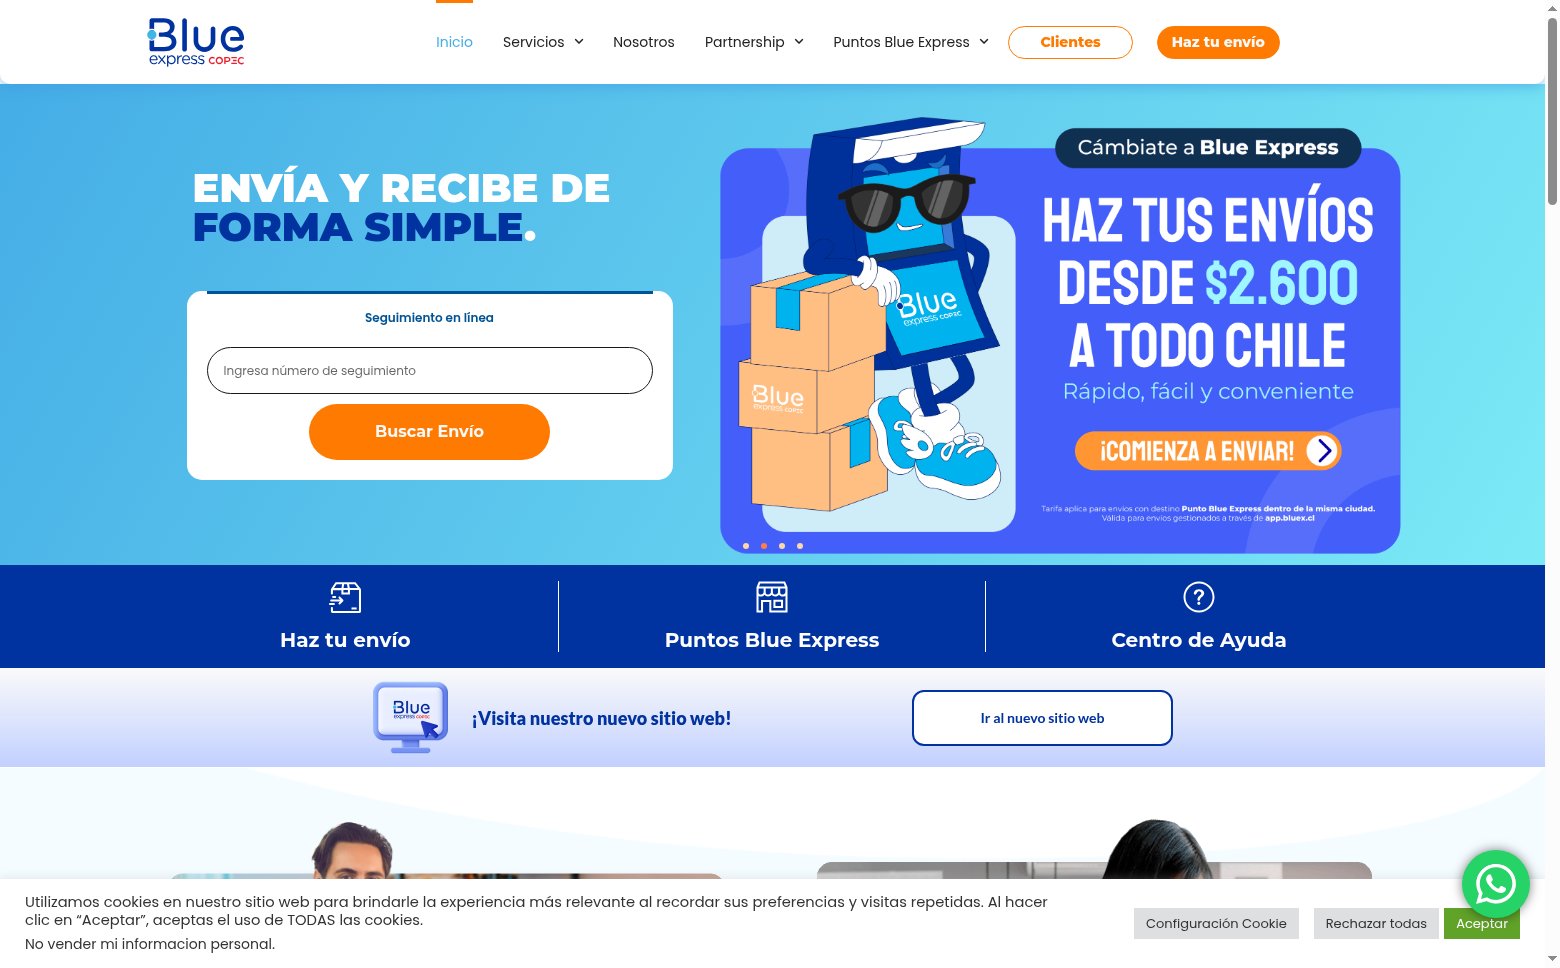 Blue
express COPEC
Inicio
Servicios
Nosotros
Partnership
Puntos Blue Express
Clientes
Haz tu envío
ENVÍA Y RECIBE DE
FORMA SIMPLE.
Seguimiento en línea
Ingresa número de seguimiento
Buscar Envío
Cámbiate a Blue Express
HAZ TUS ENVÍOS
DESDE $2.600
A TODO CHILE
Rápido, fácil y conveniente
¡COMIENZA A ENVIAR!
Tarifa aplica para envíos con destino Punto Blue Express dentro de la misma ciudad.
Válida para envíos gestionados a través de app.bluex.cl
Blue
express COPEC
Blue
express COPEC
Haz tu envío
Puntos Blue Express
Centro de Ayuda
Blue
express COPEC
¡Visita nuestro nuevo sitio web!
Ir al nuevo sitio web
Utilizamos cookies en nuestro sitio web para brindarle la experiencia más relevante al recordar sus preferencias y visitas repetidas. Al hacer
clic en “Aceptar”, aceptas el uso de TODAS las cookies.
No vender mi informacion personal.
Configuración Cookie
Rechazar todas
Aceptar